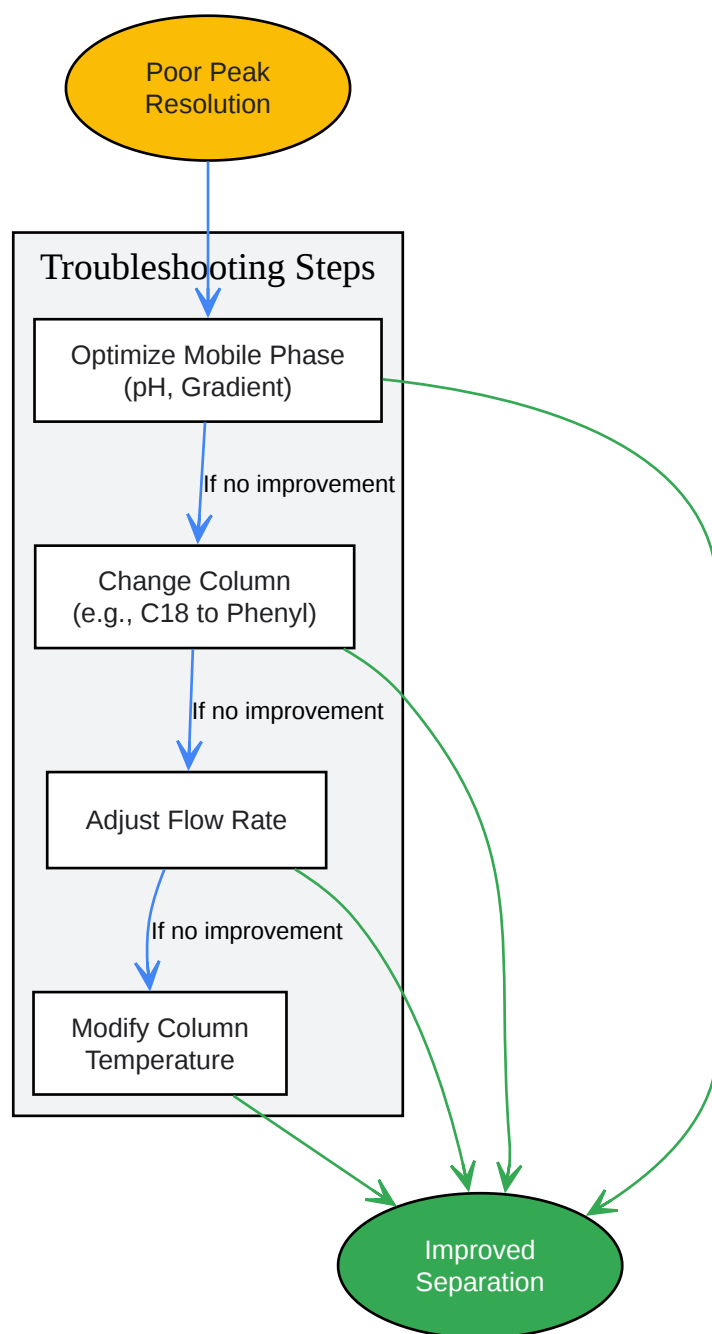 Poor Peak
Resolution
Troubleshooting Steps
Optimize Mobile Phase
(pH, Gradient)
If no improvement
Change Column
(e.g., C18 to Phenyl)
If no improvement
Adjust Flow Rate
If no improvement
Modify Column
Temperature
Improved
Separation